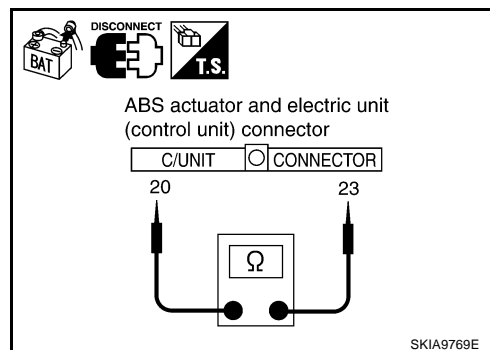 DISCONNECT
BAT
T.S.
ABS actuator and electric unit
(control unit) connector
C/UNIT CONNECTOR
20 23
Ω
SKIA9769E